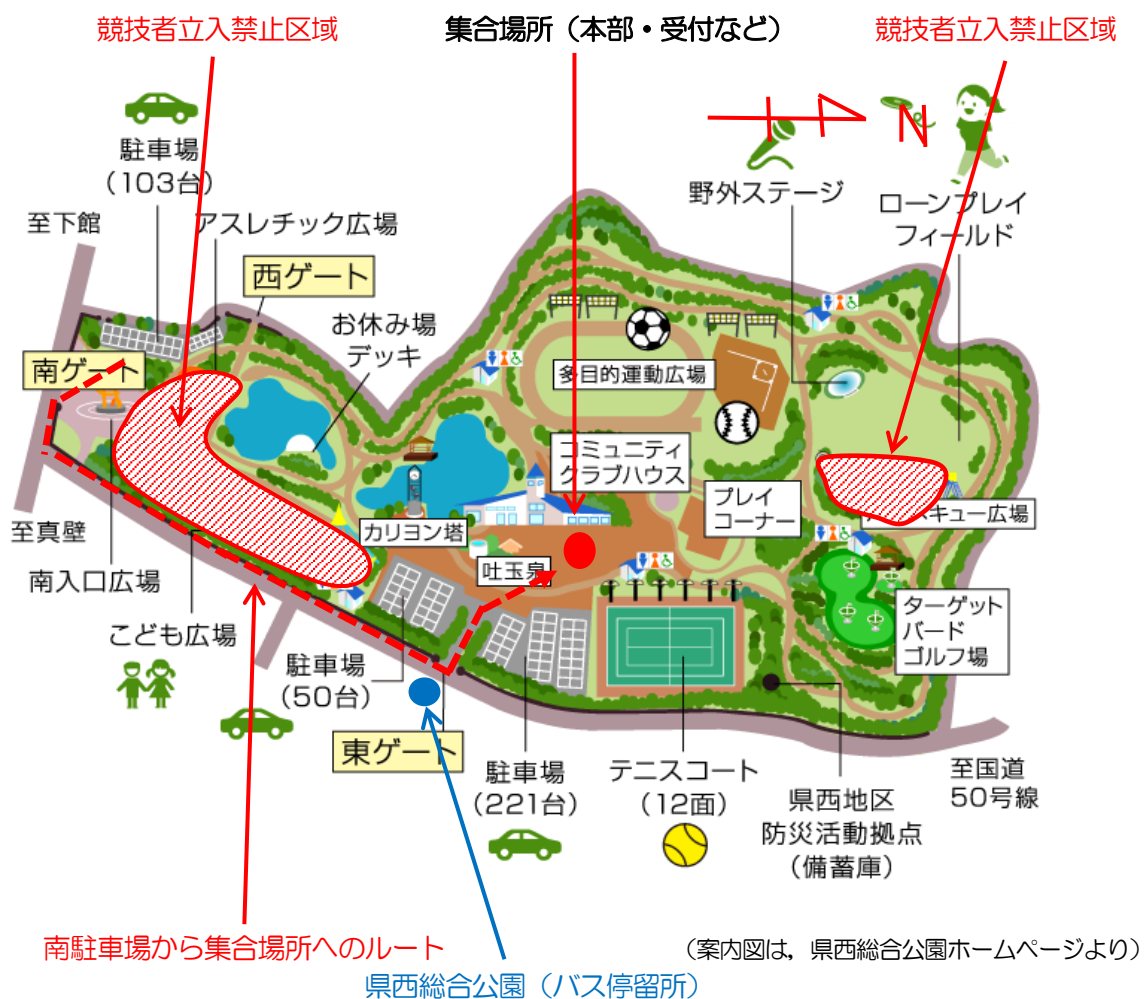 競技者立入禁止区域
集合場所（本部・受付など）
競技者立入禁止区域
N
駐車場
（103台）
野外ステージ
ローンプレイ
フィールド
至下館
アスレチック広場
西ゲート
お休み場
デッキ
南ゲート
多目的運動広場
コミュニティ
クラブハウス
プレイ
コーナー
スキュー広場
至真壁
カリヨン塔
吐玉泉
南入口広場
ターゲット
バード
ゴルフ場
こども広場
駐車場
（50台）
東ゲート
駐車場
（221台）
テニスコート
（12面）
県西地区
防災活動拠点
（備蓄庫）
至国道
50号線
南駐車場から集合場所へのルート
（案内図は，県西総合公園ホームページより）
県西総合公園（バス停留所）